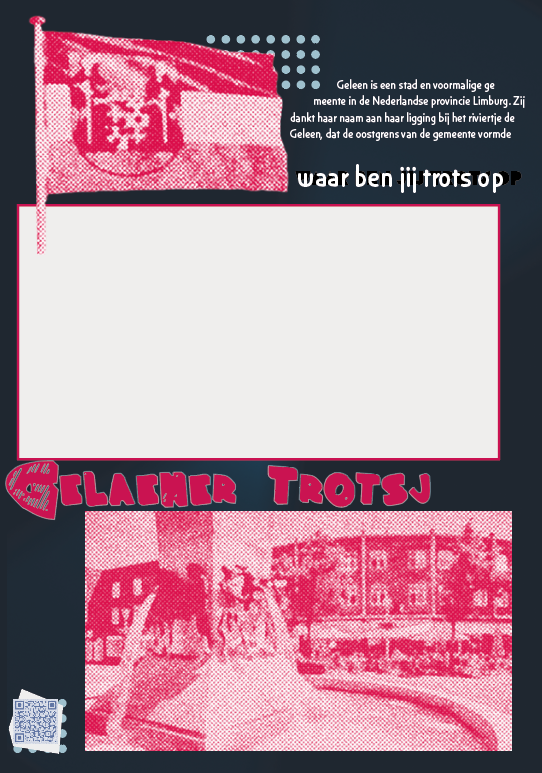 Geleen is een stad en voormalige ge
meente in de Nederlandse provincie Limburg. Zij
dankt haar naam aan haar ligging bij het riviertje de
Geleen, dat de oostgrens van de gemeente vormde
waar ben jij trots op
GELAENER TROTSJ